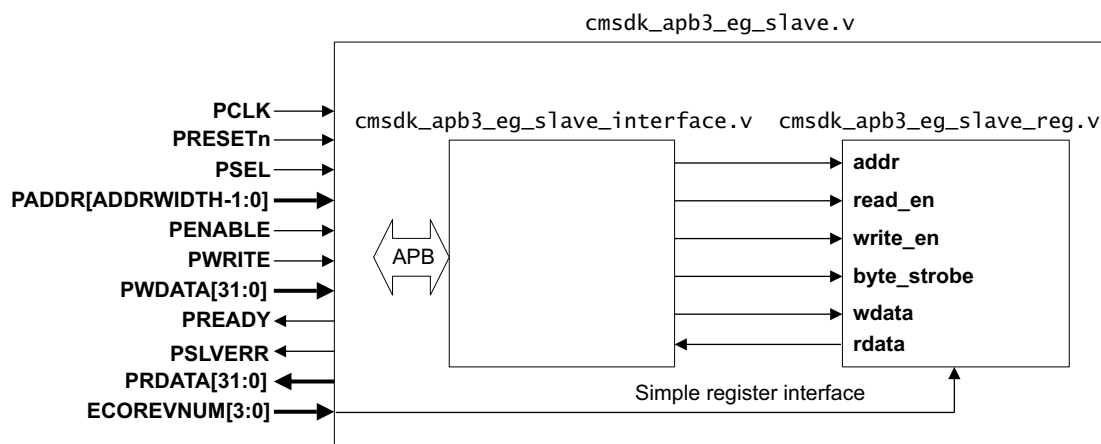 cmsdk_apb3_eg_slave.v
PCLK
PRESETn
PSEL
PADDR[ADDRWIDTH-1:0]
PENABLE
PWRITE
PWDATA[31:0]
PREADY
PSLVERR
PRDATA[31:0]
ECOREVNUM[3:0]
cmsdk_apb3_eg_slave_interface.v
APB
cmsdk_apb3_eg_slave_reg.v
addr
read_en
write_en
byte_strobe
wdata
rdata
Simple register interface